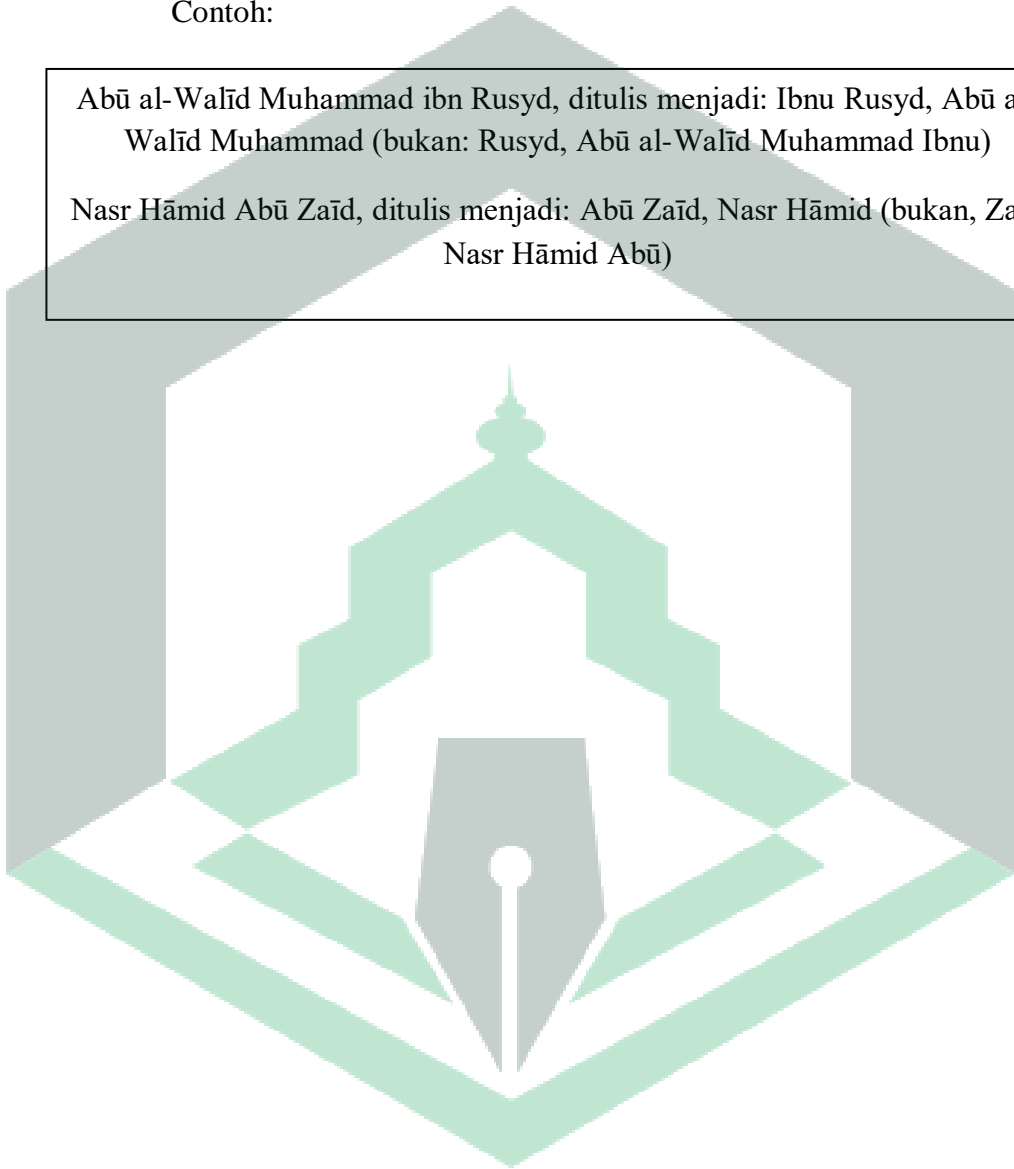 Contoh:
Abū al-Walīd Muhammad ibn Rusyd, ditulis menjadi: Ibnu Rusyd, Abū a
Walīd Muhammad (bukan: Rusyd, Abū al-Walīd Muhammad Ibnu)
Nasr Hāmid Abū Zaīd, ditulis menjadi: Abū Zaīd, Nasr Hāmid (bukan, Za
Nasr Hāmid Abū)